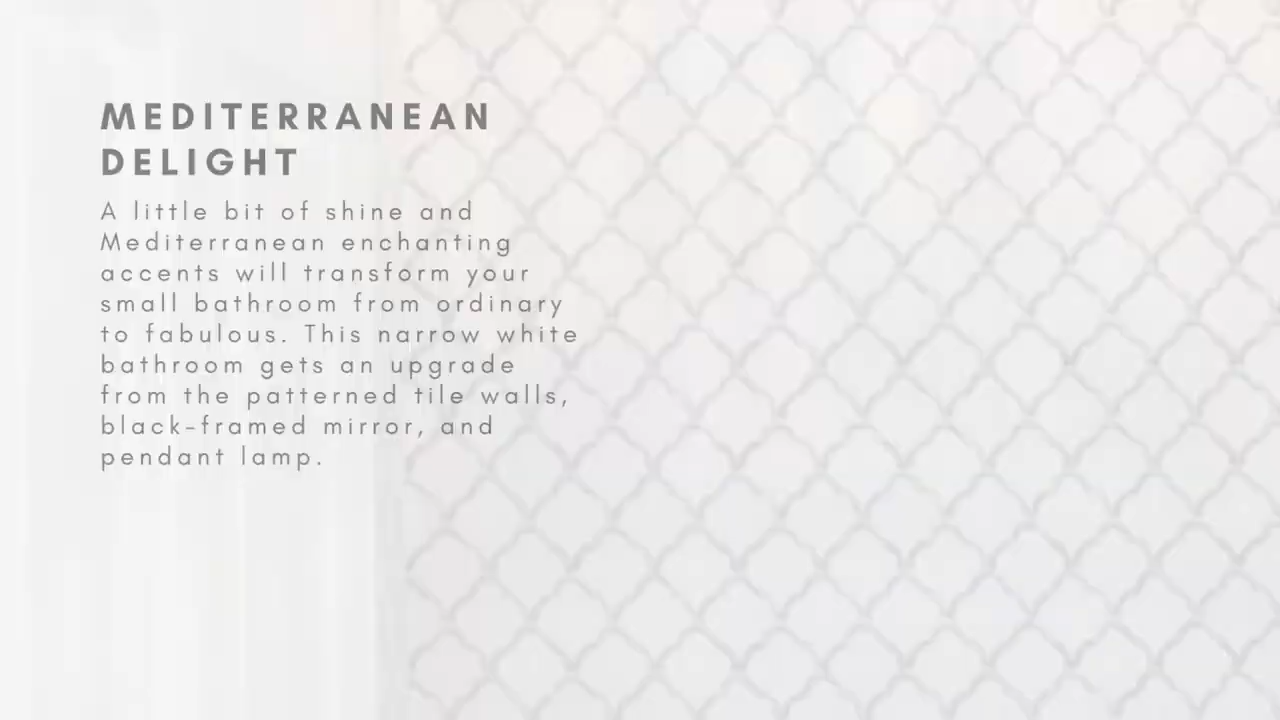 MEDITERRANEAN
DELIGHT
A little bit of shine and
Mediterranean enchanting
accents will transform your
small bathroom from ordinary
to fabulous. This narrow white
bathroom gets an upgrade
from the patterned tile walls,
black-framed mirror, and
pendant lamp.